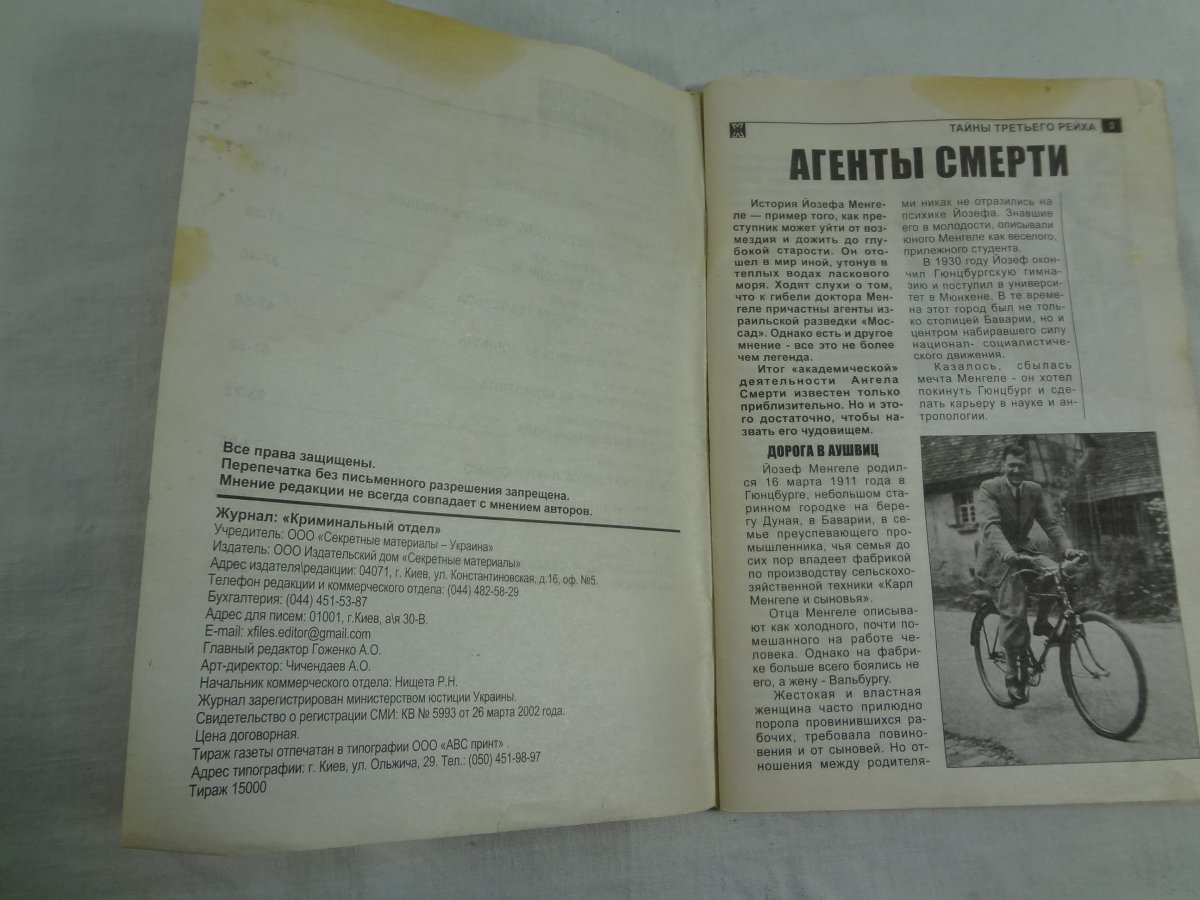 Все права защищены.
Перепечатка без письменного разрешения запрещена.
Мнение редакции не всегда совпадает с мнением авторов.
Журнал: «Криминальный отдел»
Учредитель: ООО «Секретные материалы – Украина»
Издатель: ООО Издательский дом «Секретные материалы»
Адрес издателя\редакции: 04071, г. Киев, ул. Константиновская, д.16, оф. №5.
Телефон редакции и коммерческого отдела: (044) 482-58-29
Бухгалтерия: (044) 451-53-87
Адрес для писем: 01001, г.Киев, а\я 30-В.
E-mail: xfiles.editor@gmail.com
Главный редактор Гоженко А.О.
Арт-директор: Чичендаев А.О.
Начальник коммерческого отдела: Нищета Р.Н.
Журнал зарегистрирован министерством юстиции Украины.
Свидетельство о регистрации СМИ: КВ № 5993 от 26 марта 2002 года.
Цена договорная.
Тираж газеты отпечатан в типографии ООО «АВС принт» .
Адрес типографии: г. Киев, ул. Ольжича, 29. Тел.: (050) 451-98-97
Тираж 15000
ТАЙНЫ ТРЕТЬЕГО РЕЙХА 3
АГЕНТЫ СМЕРТИ
История Йозефа Менге-
ле — пример того, как пре-
ступник может уйти от воз-
мездия и дожить до глу-
бокой старости. Он ото-
шел в мир иной, утонув в
теплых водах ласкового
моря. Ходят слухи о том,
что к гибели доктора Мен-
геле причастны агенты из-
раильской разведки «Мос-
сад». Однако есть и другое
мнение - все это не более
чем легенда.
Итог «академической»
деятельности Ангела
Смерти известен только
приблизительно. Но и это-
го достаточно, чтобы на-
звать его чудовищем.
ДОРОГА В АУШВИЦ
Йозеф Менгеле родил-
ся 16 марта 1911 года в
Гюнцбурге, небольшом ста-
ринном городке на бере-
гу Дуная, в Баварии, в се-
мье преуспевающего про-
мышленника, чья семья до
сих пор владеет фабрикой
по производству сельскохо-
зяйственной техники «Карл
Менгеле и сыновья».
Отца Менгеле описыва-
ют как холодного, почти по-
мешанного на работе че-
ловека. Однако на фабри-
ке больше всего боялись не
его, а жену - Вальбургу.
Жестокая и властная
женщина часто прилюдно
порола провинившихся ра-
бочих, требовала повино-
вения и от сыновей. Но от-
ношения между родителя-
ми никак не отразились на
психике Йозефа. Знавшие
его в молодости, описывали
юного Менгеле как веселого,
прилежного студента.
В 1930 году Йозеф окон-
чил Гюнцбургскую гимна-
зию и поступил в универси-
тет в Мюнхене. В те време-
на этот город был не толь-
ко столицей Баварии, но и
центром набиравшего силу
национал- социалистиче-
ского движения.
Казалось, сбылась
мечта Менгеле - он хотел
покинуть Гюнцбург и сде-
лать карьеру в науке и ан-
тропологии.